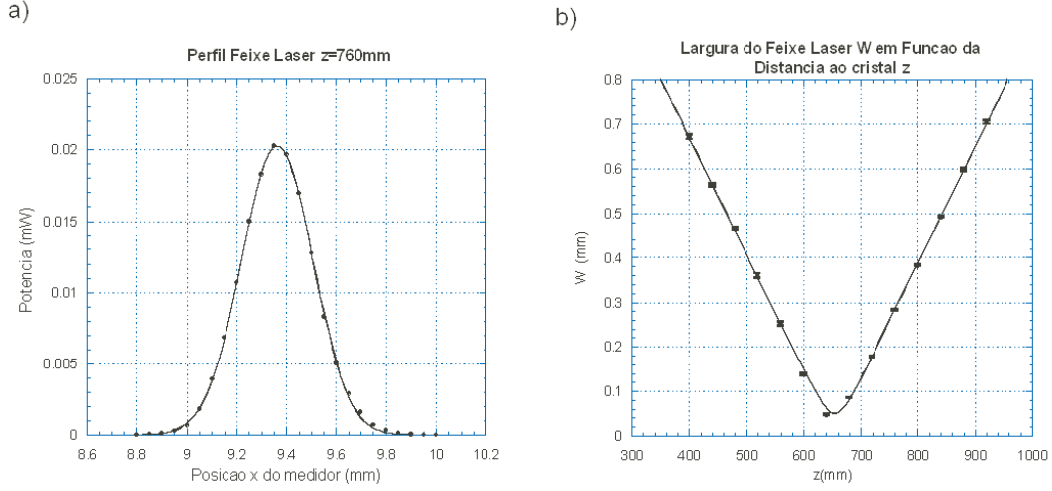 a)
Perfil Feixe Laser z=760mm
0.025
0.02
0.015
0.01
0.005
0
8.6 8.8 9 9.2 9.4 9.6 9.8 10 10.2
Potencia (mW)
Posicao x do medidor (mm)
b)
Largura do Feixe Laser W em Funcao da
Distancia ao cristal z
0.8
0.7
0.6
0.5
0.4
0.3
0.2
0.1
0
300 400 500 600 700 800 900 1000
W (mm)
z(mm)